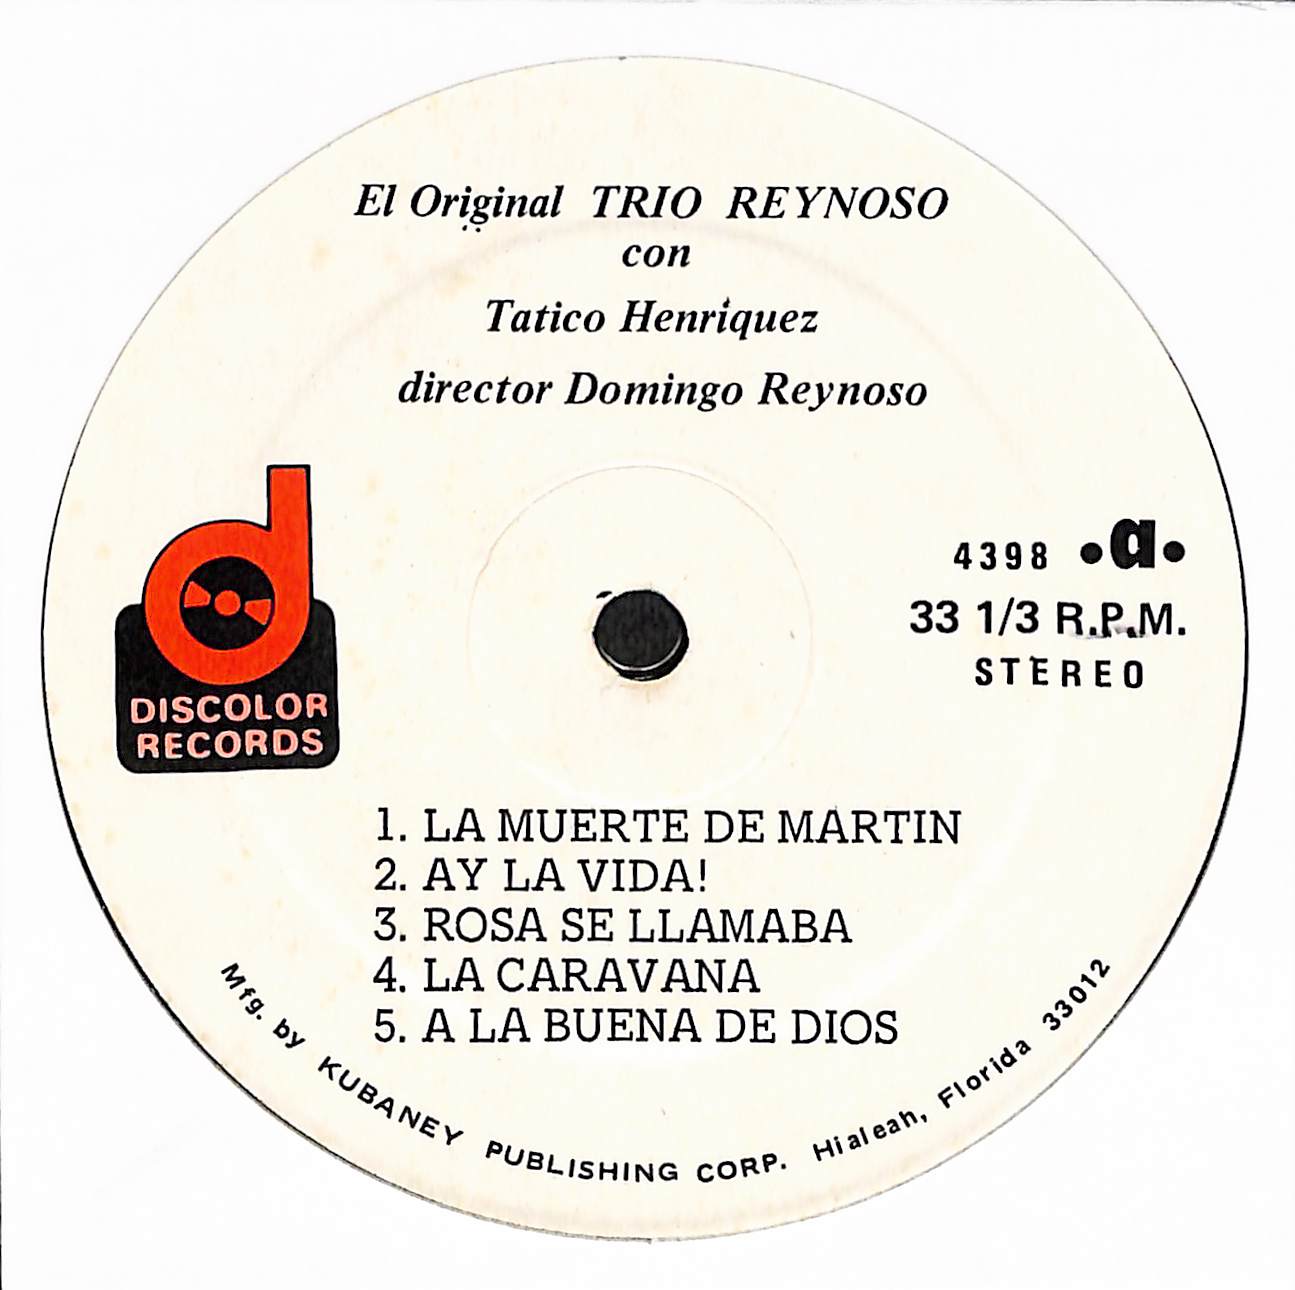 El Original TRIO REYNOSO
con
Tatico Henríquez
director Domingo Reynoso
DISCOLOR
RECORDS
4398 •a•
33 1/3 R.P.M.
STEREO
1. LA MUERTE DE MARTIN
2. AY LA VIDA!
3. ROSA SE LLAMABA
4. LA CARAVANA
5. A LA BUENA DE DIOS
Mfg. by KUBANEY PUBLISHING CORP. Hialeah, Florida 33012